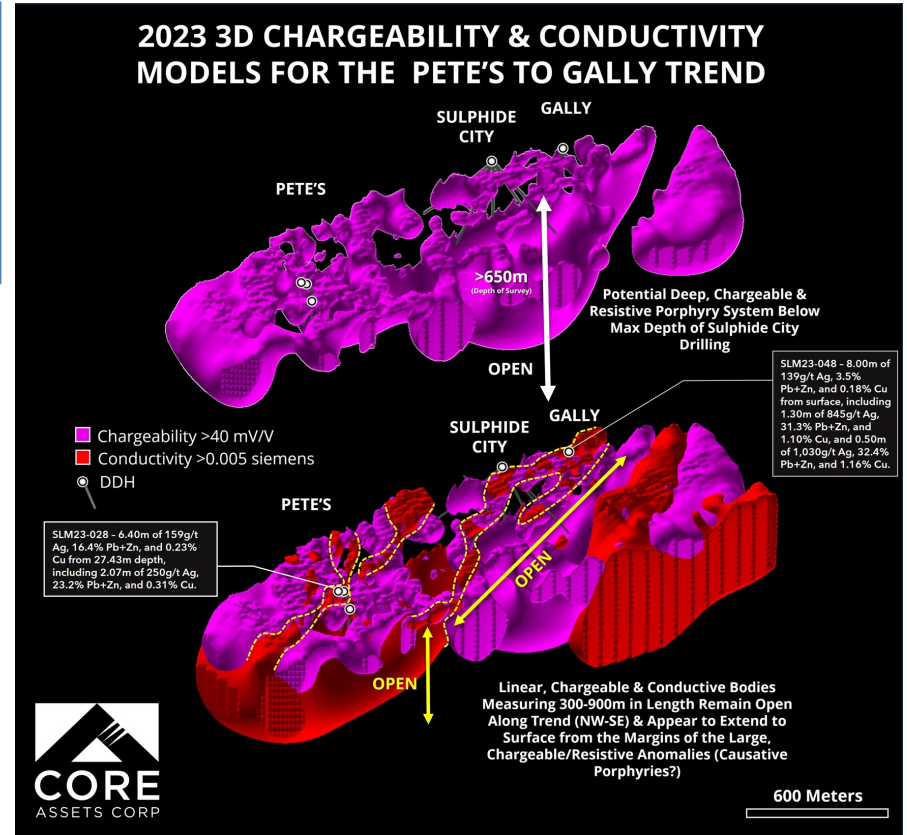 2023 3D CHARGEABILITY & CONDUCTIVITY
MODELS FOR THE PETE'S TO GALLY TREND
GALLY
SULPHIDE
CITY
PETE'S
>650m
(Depth of Survey)
Potential Deep, Chargeable &
Resistive Porphyry System Below
Max Depth of Sulphide City
Drilling
OPEN
SLM23-048 – 8.00m of
139g/t Ag, 3.5%
Pb+Zn, and 0.18% Cu
from surface, including
1.30m of 845g/t Ag,
31.3% Pb+Zn, and
1.10% Cu, and 0.50m
of 1,030g/t Ag, 32.4%
Pb+Zn, and 1.16% Cu.
GALLY
SULPHIDE
CITY
Chargeability >40 mV/V
Conductivity >0.005 siemens
DDH
PETE'S
SLM23-028 – 6.40m of 159g/t
Ag, 16.4% Pb+Zn, and 0.23%
Cu from 27.43m depth,
including 2.07m of 250g/t Ag,
23.2% Pb+Zn, and 0.31% Cu.
OPEN
OPEN
Linear, Chargeable & Conductive Bodies
Measuring 300-900m in Length Remain Open
Along Trend (NW-SE) & Appear to Extend to
Surface from the Margins of the Large,
Chargeable/Resistive Anomalies (Causative
Porphyries?)
CORE
ASSETS CORP
600 Meters